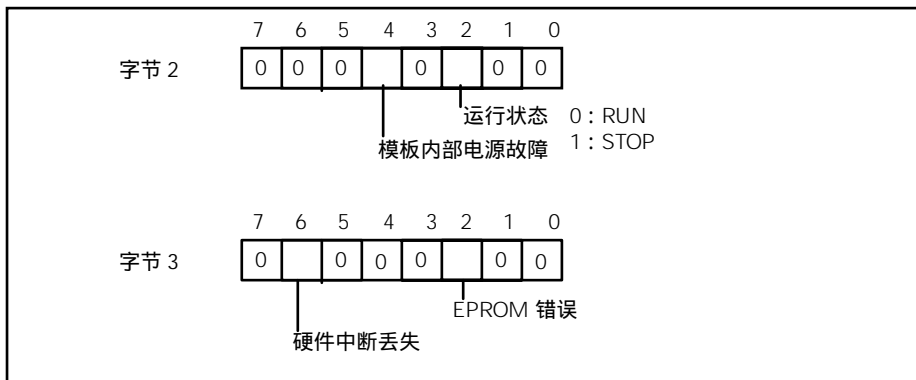 7 6 5 4 3 2 1 0
字节 2 0 0 0 0 0 0
运行状态 0：RUN
模板内部电源故障 1：STOP
7 6 5 4 3 2 1 0
字节 3 0 0 0 0 0 0
EPROM 错误
硬件中断丢失